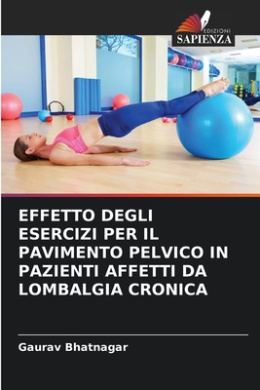 EDIZIONI
SAPIENZA
EFFETTO DEGLI
ESERCIZI PER IL
PAVIMENTO PELVICO IN
PAZIENTI AFFETTI DA
LOMBALGIA CRONICA
Gaurav Bhatnagar